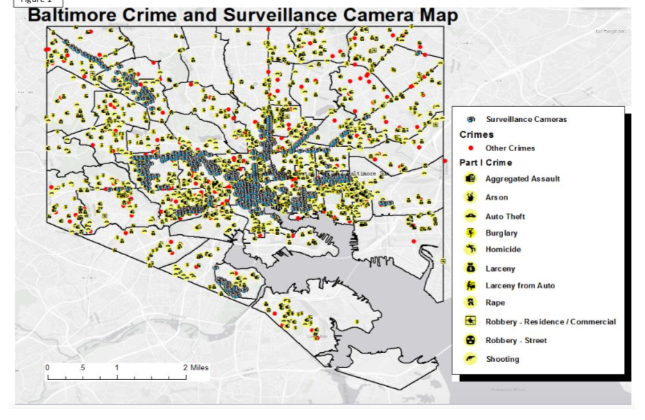 Figure 1
Baltimore Crime and Surveillance Camera Map
Surveillance Cameras
Crimes
Other Crimes
Part I Crime
Aggregated Assault
Arson
Auto Theft
Burglary
Homicide
Larceny
Larceny from Auto
Rape
Robbery - Residence / Commercial
Robbery - Street
Shooting
0 .5 1 2 Miles